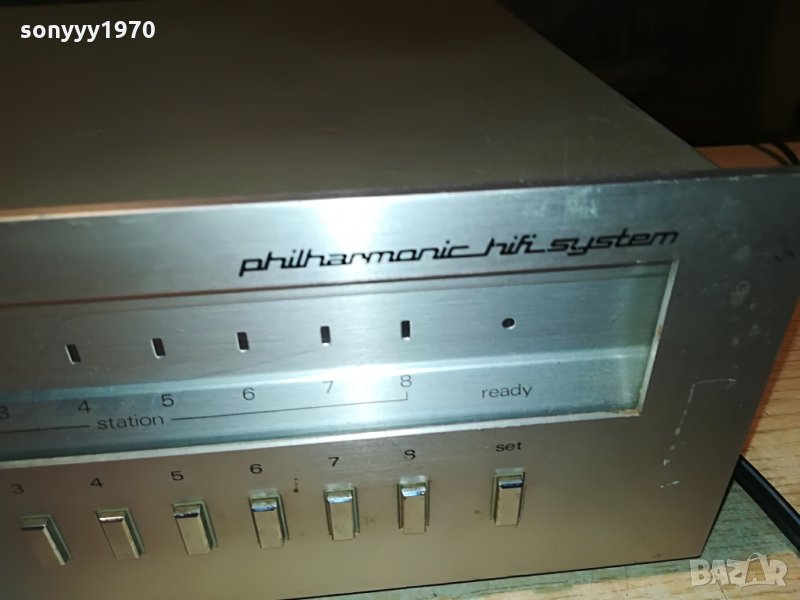 sonyyy1970
philharmonic hifi system
3 4 5 6 7 8 ready
station
3 4 5 6 7 8 set
BAZAR